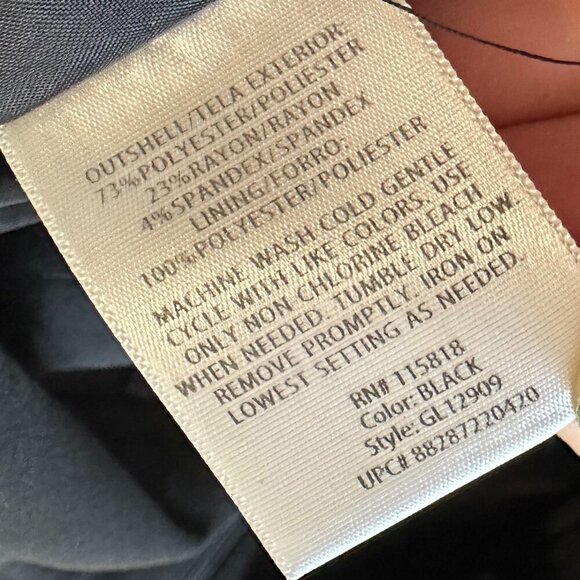 OUTSHELL/TELA EXTERIOR:
73%POLYESTER/POLIESTER
23%RAYON/RAYON
4%SPANDEX/SPANDEX
LINING/FORRO:
100%POLYESTER/POLIESTER
MACHINE WASH COLD GENTLE
CYCLE WITH LIKE COLORS. USE
ONLY NON CHLORINE BLEACH
WHEN NEEDED. TUMBLE DRY LOW.
REMOVE PROMPTLY. IRON ON
LOWEST SETTING AS NEEDED.
RN# 115818
Color: BLACK
Style: GL12909
UPC# 88287220420